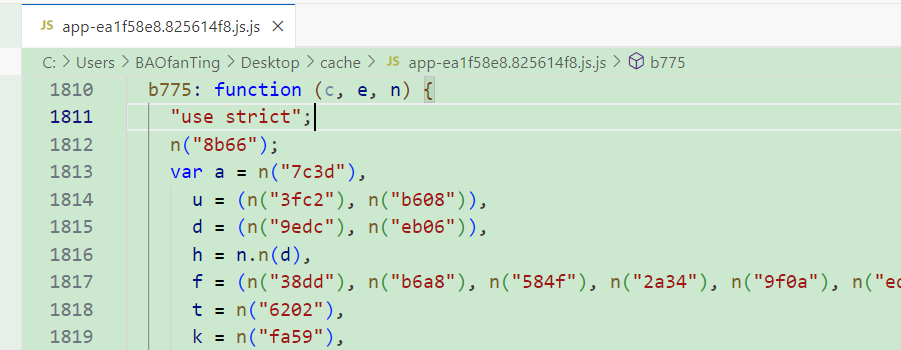 JS app-ea1f58e8.825614f8.js.js ×
C: > Users > BAOfanTing > Desktop > cache > JS app-ea1f58e8.825614f8.js.js > b775
1810 b775: function (c, e, n) {
1811 "use strict";
1812 n("8b66");
1813 var a = n("7c3d"),
1814 u = (n("3fc2"), n("b608")),
1815 d = (n("9edc"), n("eb06")),
1816 h = n.n(d),
1817 f = (n("38dd"), n("b6a8"), n("584f"), n("2a34"), n("9f0a"), n("ec
1818 t = n("6202"),
1819 k = n("fa59"),